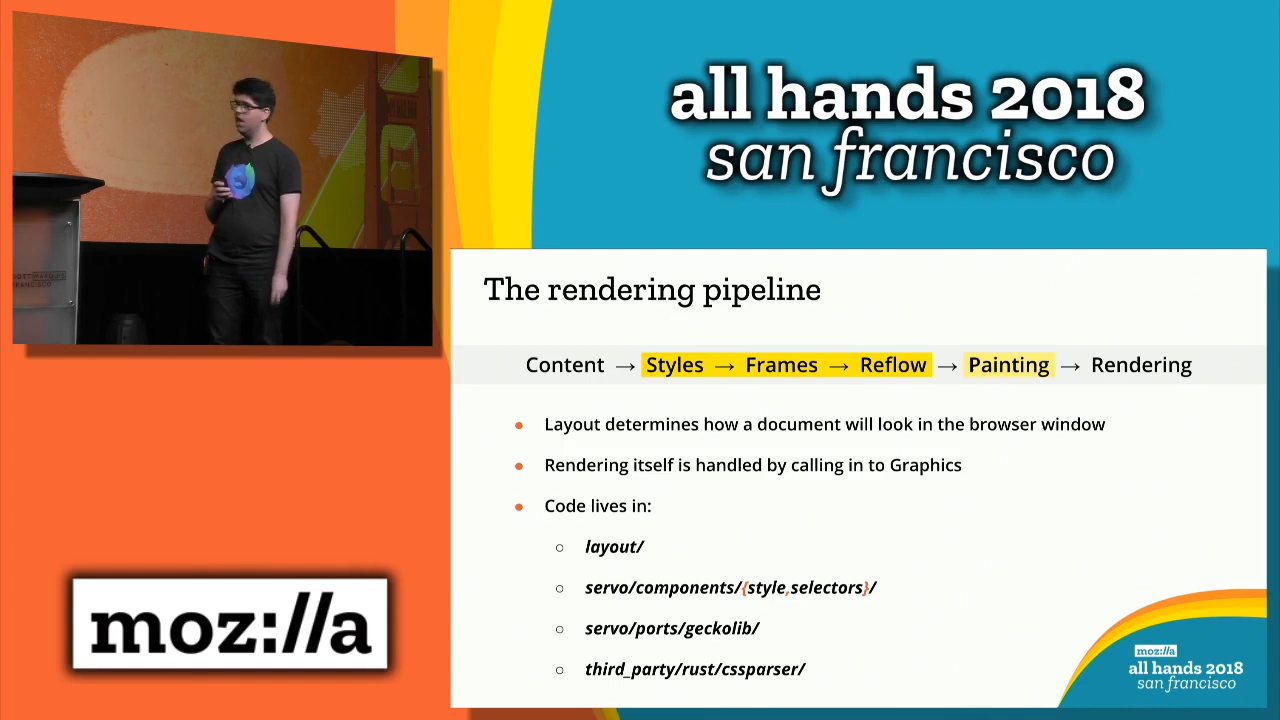 all hands 2018
san francisco
The rendering pipeline
Content → Styles → Frames → Reflow → Painting → Rendering
• Layout determines how a document will look in the browser window
• Rendering itself is handled by calling in to Graphics
• Code lives in:
○ layout/
○ servo/components/{style,selectors}/
○ servo/ports/geckolib/
○ third_party/rust/cssparser/
moz://a
moz://a
all hands 2018
san francisco